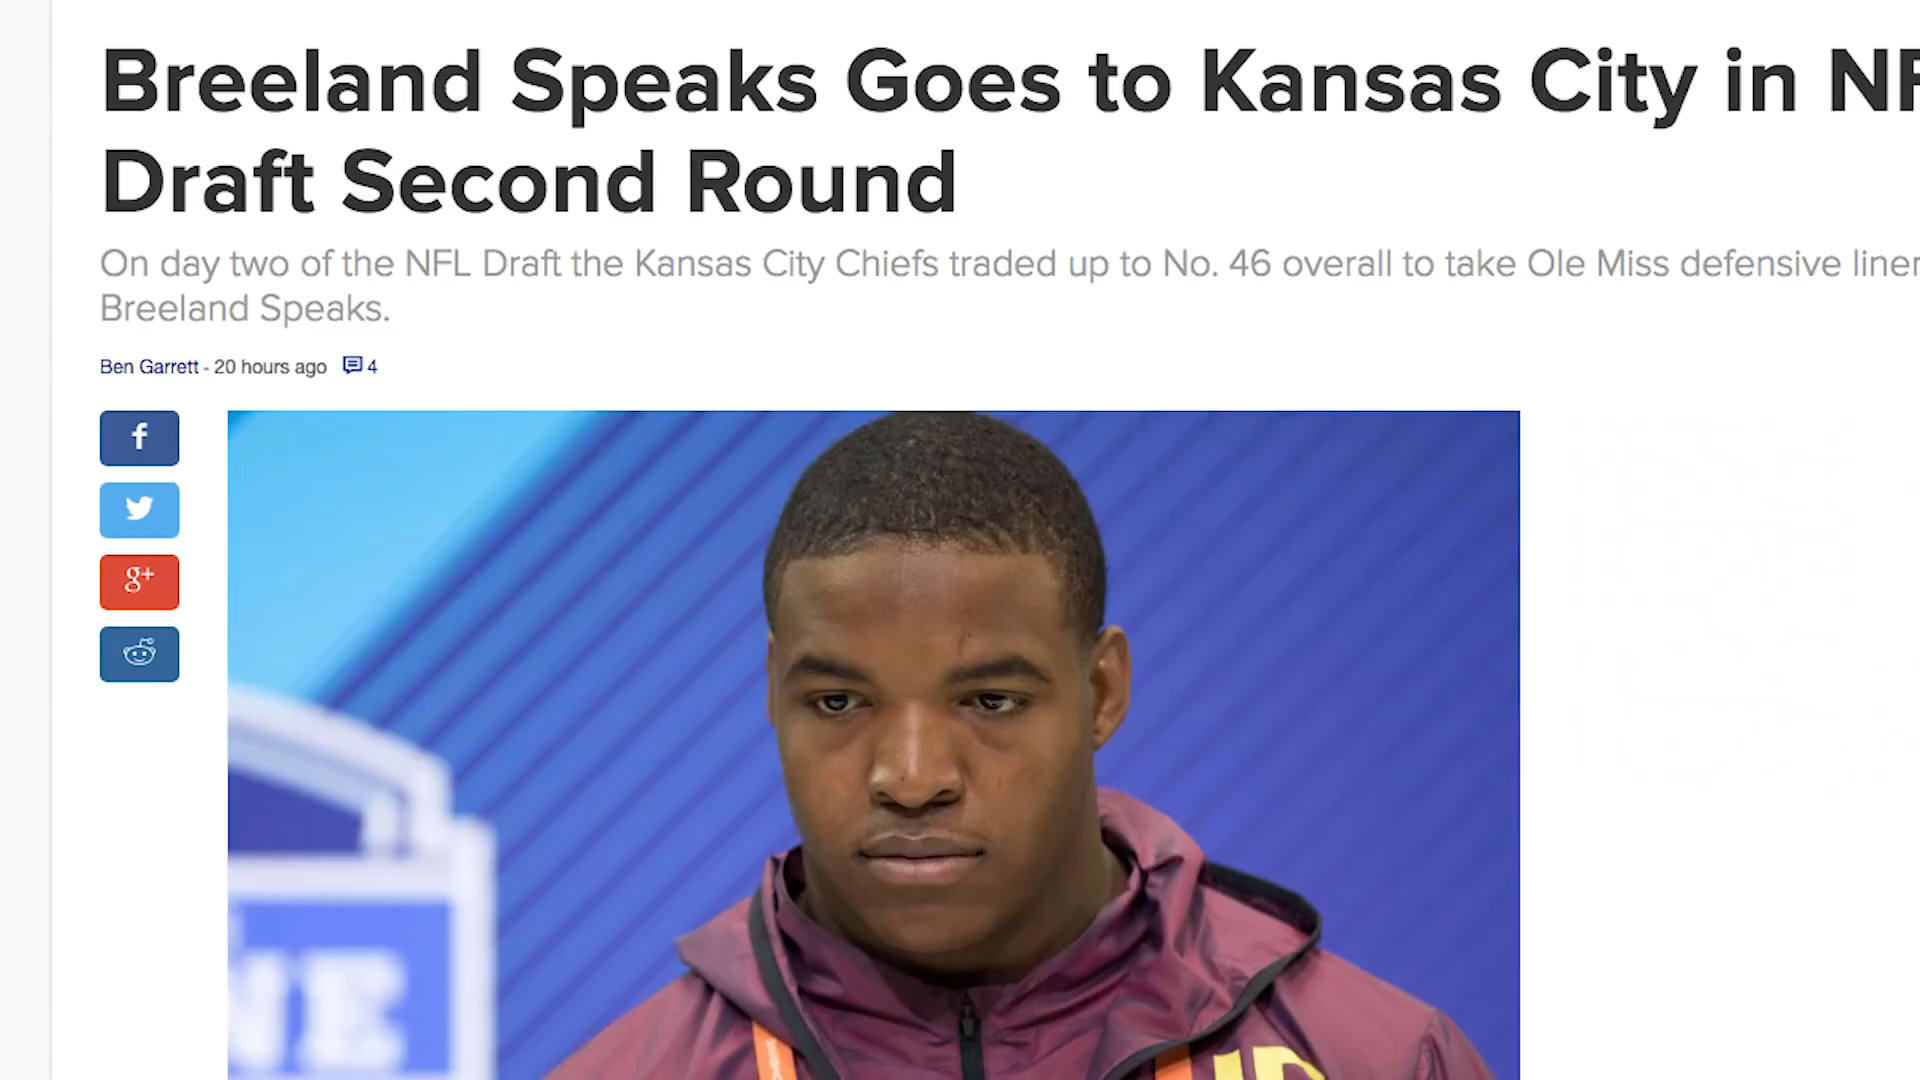 Breeland Speaks Goes to Kansas City in NF
Draft Second Round
On day two of the NFL Draft the Kansas City Chiefs traded up to No. 46 overall to take Ole Miss defensive liner
Breeland Speaks.
Ben Garrett - 20 hours ago 4
f
g+
NE